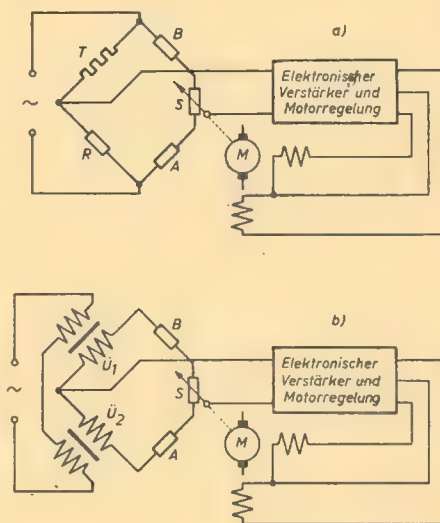 a)
T
B
Elektronischer
Verstärker und
Motorregelung
S
~
R
A
M
b)
B
Ü1
Elektronischer
Verstärker und
Motorregelung
S
~
Ü2
A
M